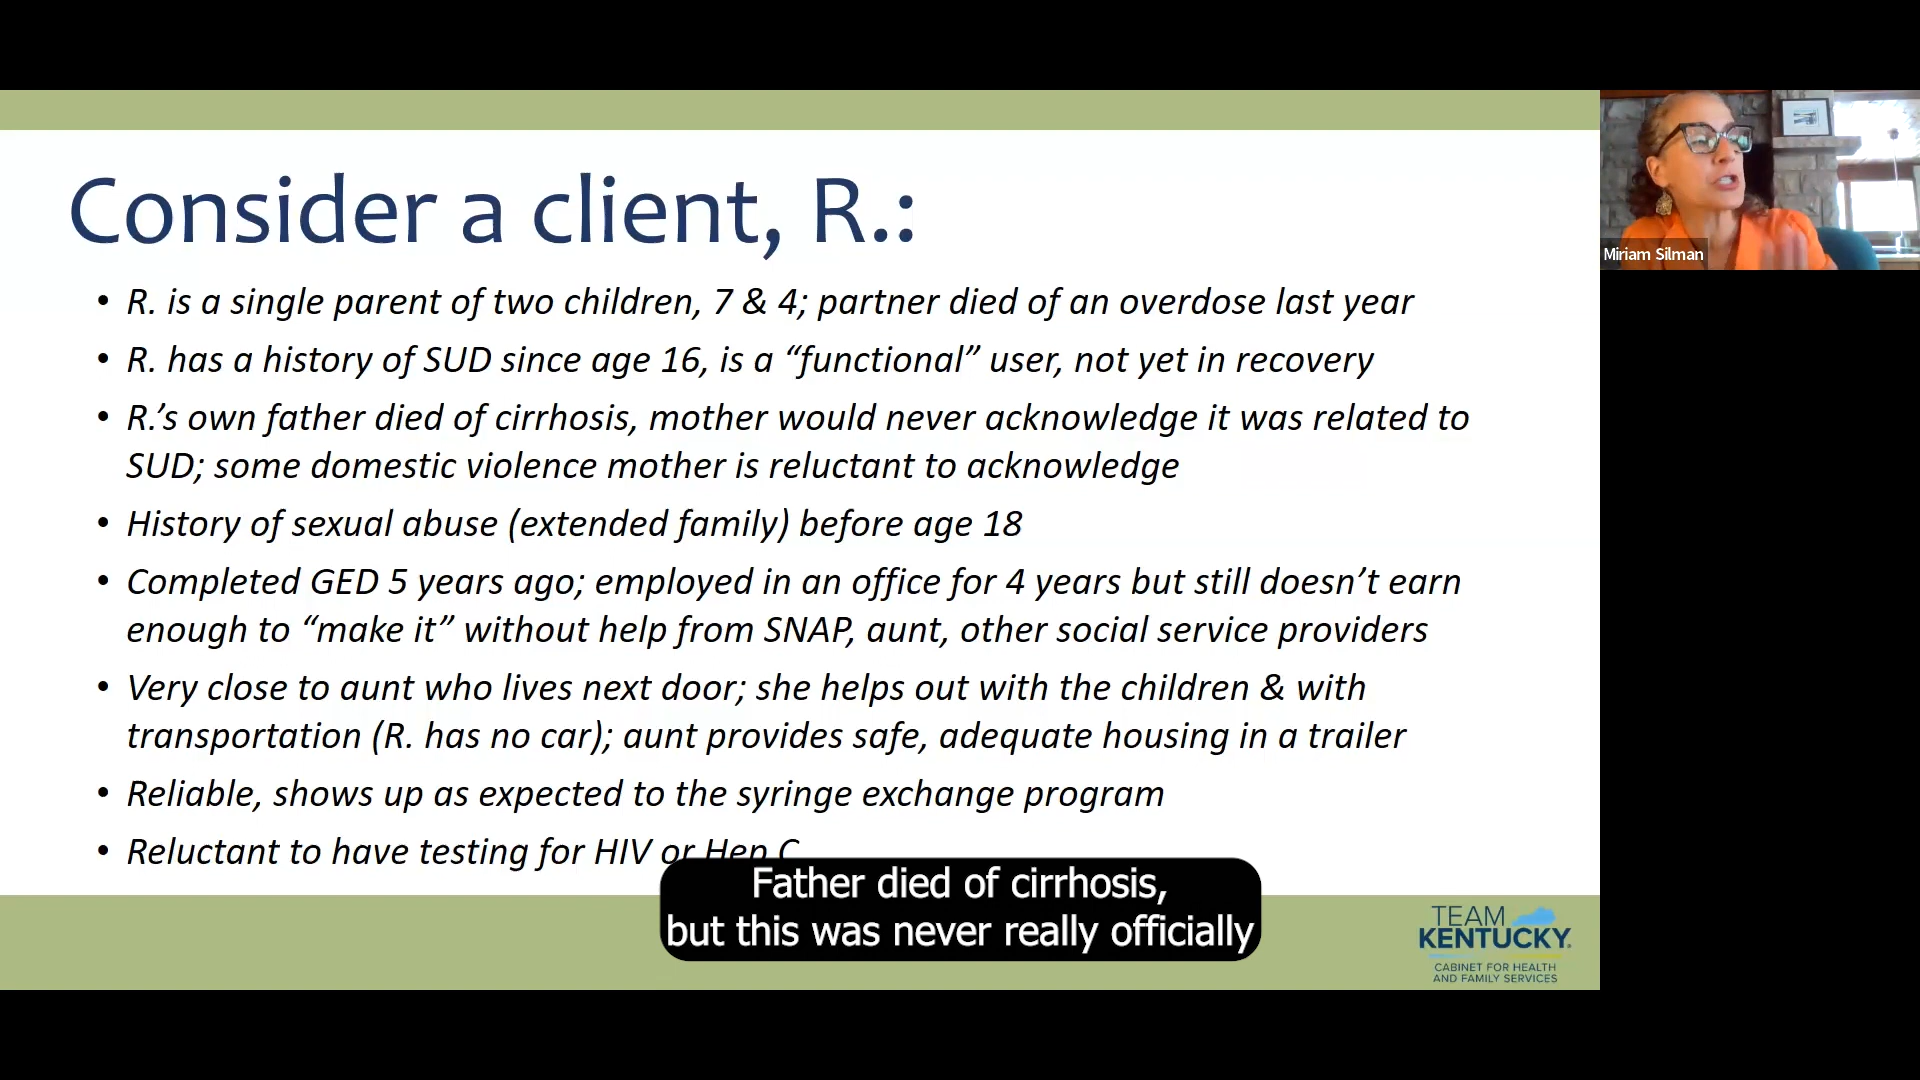 Consider a client, R.:
• R. is a single parent of two children, 7 & 4; partner died of an overdose last year
• R. has a history of SUD since age 16, is a “functional” user, not yet in recovery
• R.’s own father died of cirrhosis, mother would never acknowledge it was related to
SUD; some domestic violence mother is reluctant to acknowledge
• History of sexual abuse (extended family) before age 18
• Completed GED 5 years ago; employed in an office for 4 years but still doesn’t earn
enough to “make it” without help from SNAP, aunt, other social service providers
• Very close to aunt who lives next door; she helps out with the children & with
transportation (R. has no car); aunt provides safe, adequate housing in a trailer
• Reliable, shows up as expected to the syringe exchange program
• Reluctant to have testing for HIV or Hep C
Father died of cirrhosis,
but this was never really officially
TEAM
KENTUCKY®
CABINET FOR HEALTH
AND FAMILY SERVICES
Miriam Silman